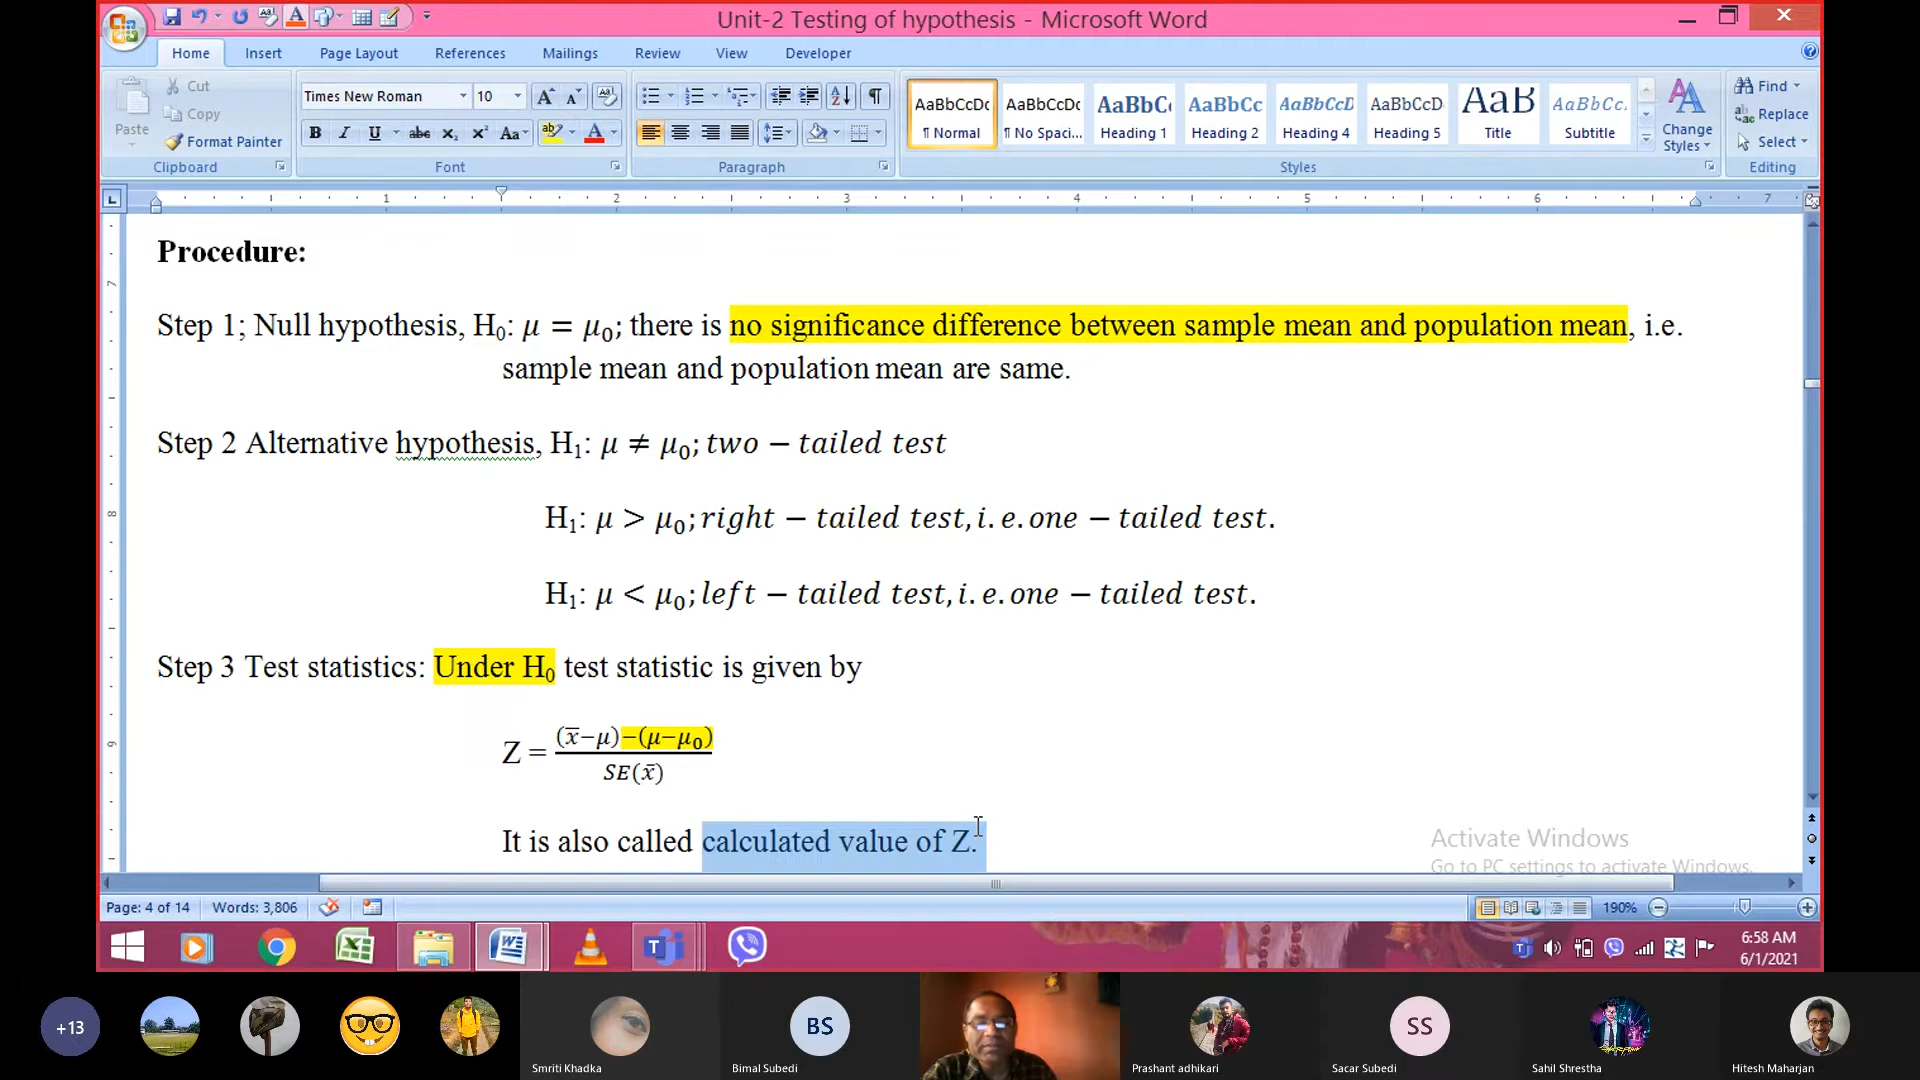 Unit-2 Testing of hypothesis - Microsoft Word
Home Insert Page Layout References Mailings Review View Developer
Paste
Cut
Copy
Format Painter
Clipboard
Times New Roman 10
Font
Paragraph
AaBbCcDc AaBbCcDc AaBbC AaBbCc AaBbCcD AaBbCcD AaB AaBbCc.
¶ Normal ¶ No Spaci... Heading 1 Heading 2 Heading 4 Heading 5 Title Subtitle
Styles
Change Styles
Find
Replace
Select
Editing
1 2 3 4 5 6 7
Procedure:
Step 1; Null hypothesis, H₀: μ = μ₀; there is no significance difference between sample mean and population mean, i.e.
sample mean and population mean are same.
Step 2 Alternative hypothesis, H₁: μ ≠ μ₀; two − tailed test
H₁: μ > μ₀; right − tailed test, i.e. one − tailed test.
H₁: μ < μ₀; left − tailed test, i.e. one − tailed test.
Step 3 Test statistics: Under H₀ test statistic is given by
Z = (x̅−μ)−(μ−μ₀) / SE(x̅)
It is also called calculated value of Z.
Activate Windows
Go to PC settings to activate Windows.
Page: 4 of 14 Words: 3,806 190%
6:58 AM
6/1/2021
+13 BS SS
Smriti Khadka Bimal Subedi Prashant adhikari Sacar Subedi Sahil Shrestha Hitesh Maharjan